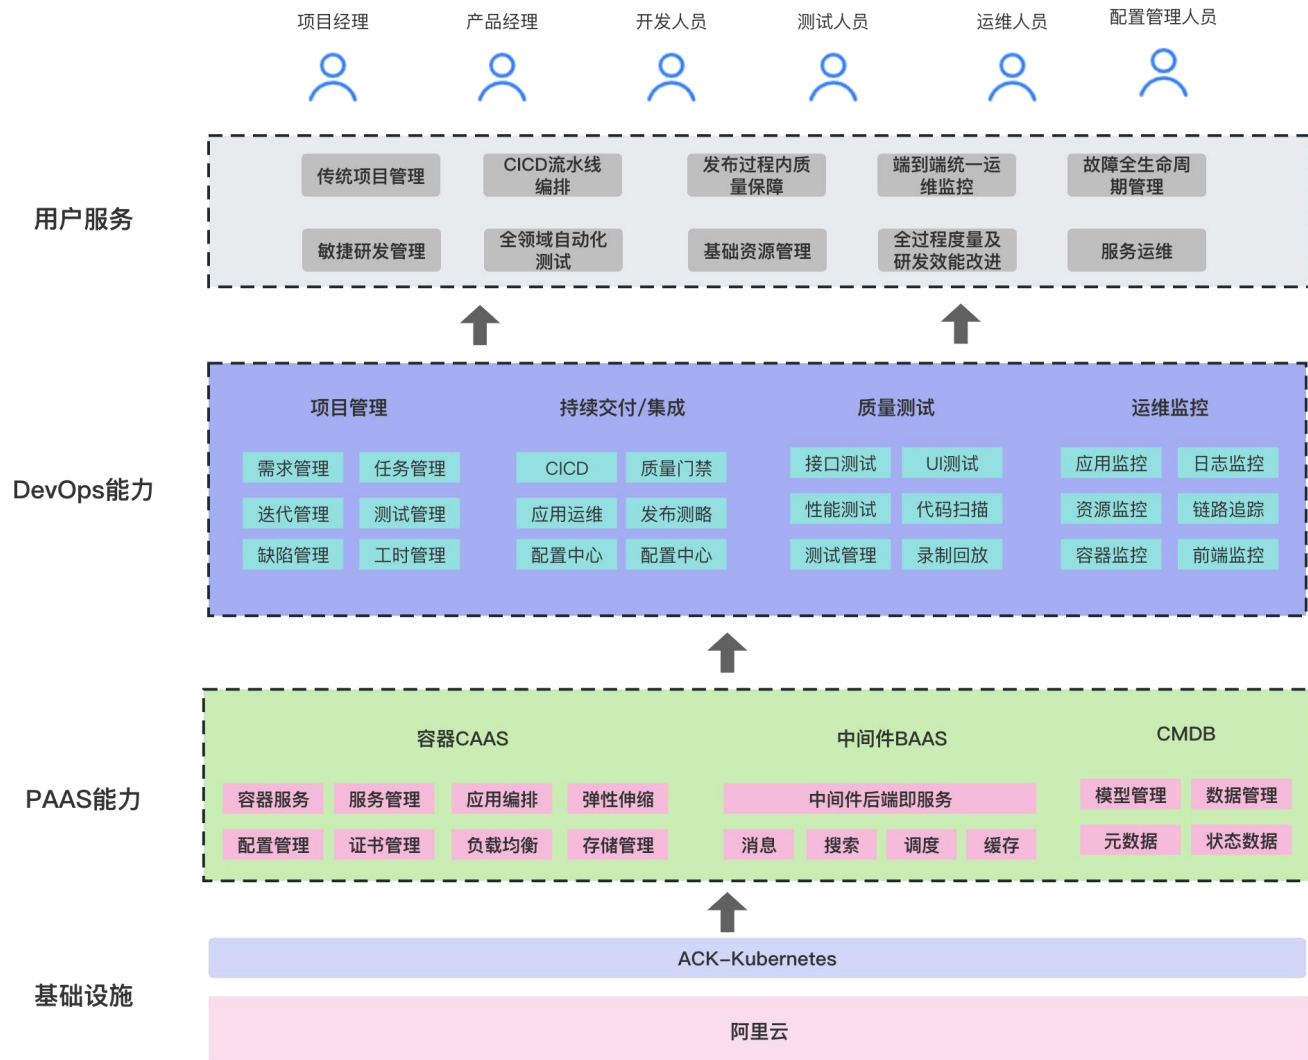 项目经理
产品经理
开发人员
测试人员
运维人员
配置管理人员
用户服务
传统项目管理
CICD流水线
编排
发布过程内质
量保障
端到端统一运
维监控
故障全生命周
期管理
敏捷研发管理
全领域自动化
测试
基础资源管理
全过程度量及
研发效能改进
服务运维
DevOps能力
项目管理
持续交付/集成
质量测试
运维监控
需求管理
任务管理
CICD
质量门禁
接口测试
UI测试
应用监控
日志监控
迭代管理
测试管理
应用运维
发布测略
性能测试
代码扫描
资源监控
链路追踪
缺陷管理
工时管理
配置中心
配置中心
测试管理
录制回放
容器监控
前端监控
PAAS能力
容器CAAS
中间件BAAS
CMDB
容器服务
服务管理
应用编排
弹性伸缩
中间件后端即服务
模型管理
数据管理
配置管理
证书管理
负载均衡
存储管理
消息
搜索
调度
缓存
元数据
状态数据
基础设施
ACK-Kubernetes
阿里云